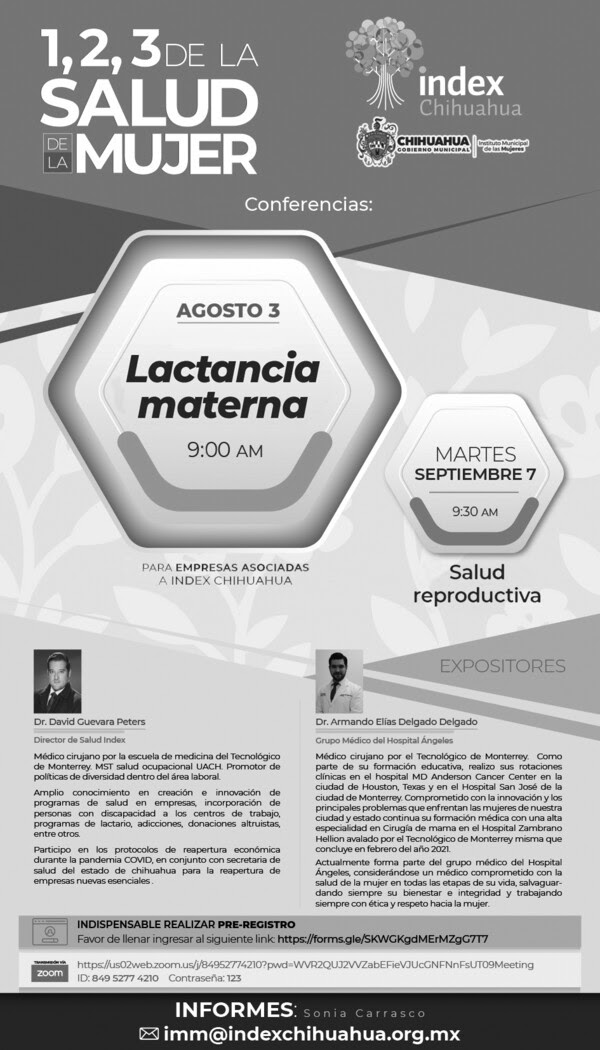 1, 2, 3 DE LA
SALUD
DE LA MUJER
index
Chihuahua
CHIHUAHUA
GOBIERNO MUNICIPAL
Instituto Municipal
de las Mujeres
Conferencias:
AGOSTO 3
Lactancia
materna
9:00 AM
PARA EMPRESAS ASOCIADAS
A INDEX CHIHUAHUA
MARTES
SEPTIEMBRE 7
9:30 AM
Salud
reproductiva
EXPOSITORES
Dr. David Guevara Peters
Director de Salud Index
Médico cirujano por la escuela de medicina del Tecnológico
de Monterrey. MST salud ocupacional UACH. Promotor de
políticas de diversidad dentro del área laboral.
Amplio conocimiento en creación e innovación de
programas de salud en empresas, incorporación de
personas con discapacidad a los centros de trabajo,
programas de lactario, adicciones, donaciones altruistas,
entre otros.
Participo en los protocolos de reapertura económica
durante la pandemia COVID, en conjunto con secretaria de
salud del estado de chihuahua para la reapertura de
empresas nuevas esenciales .
Dr. Armando Elías Delgado Delgado
Grupo Médico del Hospital Ángeles
Médico cirujano por el Tecnológico de Monterrey. Como
parte de su formación educativa, realizo sus rotaciones
clínicas en el hospital MD Anderson Cancer Center en la
ciudad de Houston, Texas y en el Hospital San José de la
ciudad de Monterrey. Comprometido con la innovación y los
principales problemas que enfrentan las mujeres de nuestra
ciudad y estado continua su formación médica con una alta
especialidad en Cirugía de mama en el Hospital Zambrano
Hellion avalado por el Tecnológico de Monterrey misma que
concluye en febrero del año 2021.
Actualmente forma parte del grupo médico del Hospital
Ángeles, considerándose un médico comprometido con la
salud de la mujer en todas las etapas de su vida, salvaguar-
dando siempre su bienestar e integridad y trabajando
siempre con ética y respeto hacia la mujer.
INDISPENSABLE REALIZAR PRE-REGISTRO
Favor de llenar ingresar al siguiente link: https://forms.gle/SKWGKgdMErMZgG7T7
TRANSMISIÓN VÍA
zoom
https://us02web.zoom.us/j/84952774210?pwd=WVR2QUJ2VVZabEFieVJUcGNFNnFsUT09Meeting
ID: 849 5277 4210 Contraseña: 123
INFORMES: Sonia Carrasco
imm@indexchihuahua.org.mx